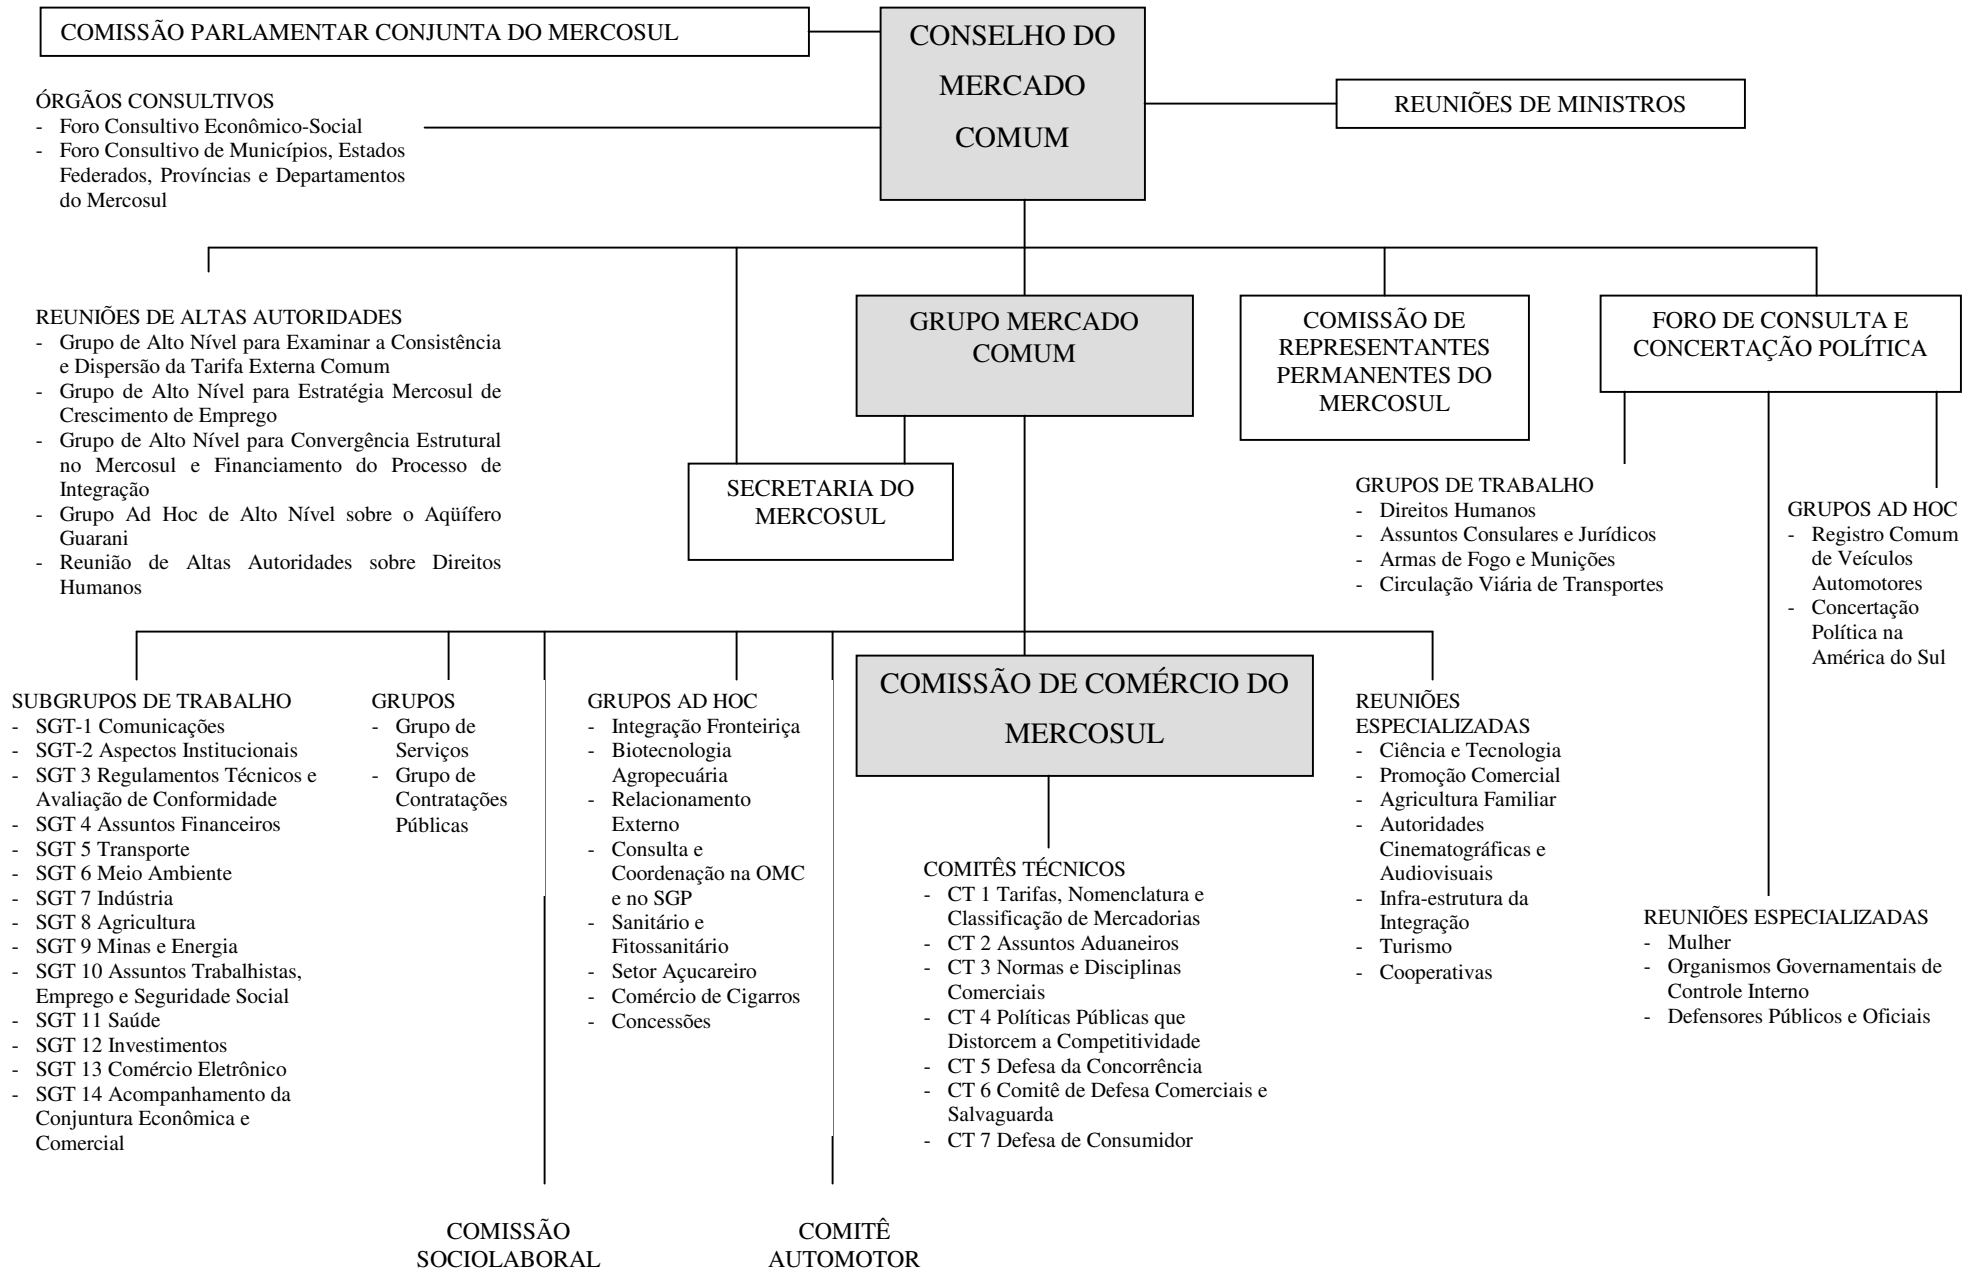 COMISSÃO PARLAMENTAR CONJUNTA DO MERCOSUL
CONSELHO DO
MERCADO
COMUM
REUNIÕES DE MINISTROS
ÓRGÃOS CONSULTIVOS
- Foro Consultivo Econômico-Social
- Foro Consultivo de Municípios, Estados
Federados, Províncias e Departamentos
do Mercosul
REUNIÕES DE ALTAS AUTORIDADES
- Grupo de Alto Nível para Examinar a Consistência
e Dispersão da Tarifa Externa Comum
- Grupo de Alto Nível para Estratégia Mercosul de
Crescimento de Emprego
- Grupo de Alto Nível para Convergência Estrutural
no Mercosul e Financiamento do Processo de
Integração
- Grupo Ad Hoc de Alto Nível sobre o Aqüífero
Guarani
- Reunião de Altas Autoridades sobre Direitos
Humanos
GRUPO MERCADO
COMUM
COMISSÃO DE
REPRESENTANTES
PERMANENTES DO
MERCOSUL
FORO DE CONSULTA E
CONCERTAÇÃO POLÍTICA
SECRETARIA DO
MERCOSUL
GRUPOS DE TRABALHO
- Direitos Humanos
- Assuntos Consulares e Jurídicos
- Armas de Fogo e Munições
- Circulação Viária de Transportes
GRUPOS AD HOC
- Registro Comum
de Veículos
Automotores
- Concertação
Política na
América do Sul
SUBGRUPOS DE TRABALHO
- SGT-1 Comunicações
- SGT-2 Aspectos Institucionais
- SGT 3 Regulamentos Técnicos e
Avaliação de Conformidade
- SGT 4 Assuntos Financeiros
- SGT 5 Transporte
- SGT 6 Meio Ambiente
- SGT 7 Indústria
- SGT 8 Agricultura
- SGT 9 Minas e Energia
- SGT 10 Assuntos Trabalhistas,
Emprego e Seguridade Social
- SGT 11 Saúde
- SGT 12 Investimentos
- SGT 13 Comércio Eletrônico
- SGT 14 Acompanhamento da
Conjuntura Econômica e
Comercial
GRUPOS
- Grupo de
Serviços
- Grupo de
Contratações
Públicas
GRUPOS AD HOC
- Integração Fronteiriça
- Biotecnologia
Agropecuária
- Relacionamento
Externo
- Consulta e
Coordenação na OMC
e no SGP
- Sanitário e
Fitossanitário
- Setor Açucareiro
- Comércio de Cigarros
- Concessões
COMISSÃO DE COMÉRCIO DO
MERCOSUL
COMITÊS TÉCNICOS
- CT 1 Tarifas, Nomenclatura e
Classificação de Mercadorias
- CT 2 Assuntos Aduaneiros
- CT 3 Normas e Disciplinas
Comerciais
- CT 4 Políticas Públicas que
Distorcem a Competitividade
- CT 5 Defesa da Concorrência
- CT 6 Comitê de Defesa Comerciais e
Salvaguarda
- CT 7 Defesa de Consumidor
REUNIÕES
ESPECIALIZADAS
- Ciência e Tecnologia
- Promoção Comercial
- Agricultura Familiar
- Autoridades
Cinematográficas e
Audiovisuais
- Infra-estrutura da
Integração
- Turismo
- Cooperativas
REUNIÕES ESPECIALIZADAS
- Mulher
- Organismos Governamentais de
Controle Interno
- Defensores Públicos e Oficiais
COMISSÃO
SOCIOLABORAL
COMITÊ
AUTOMOTOR